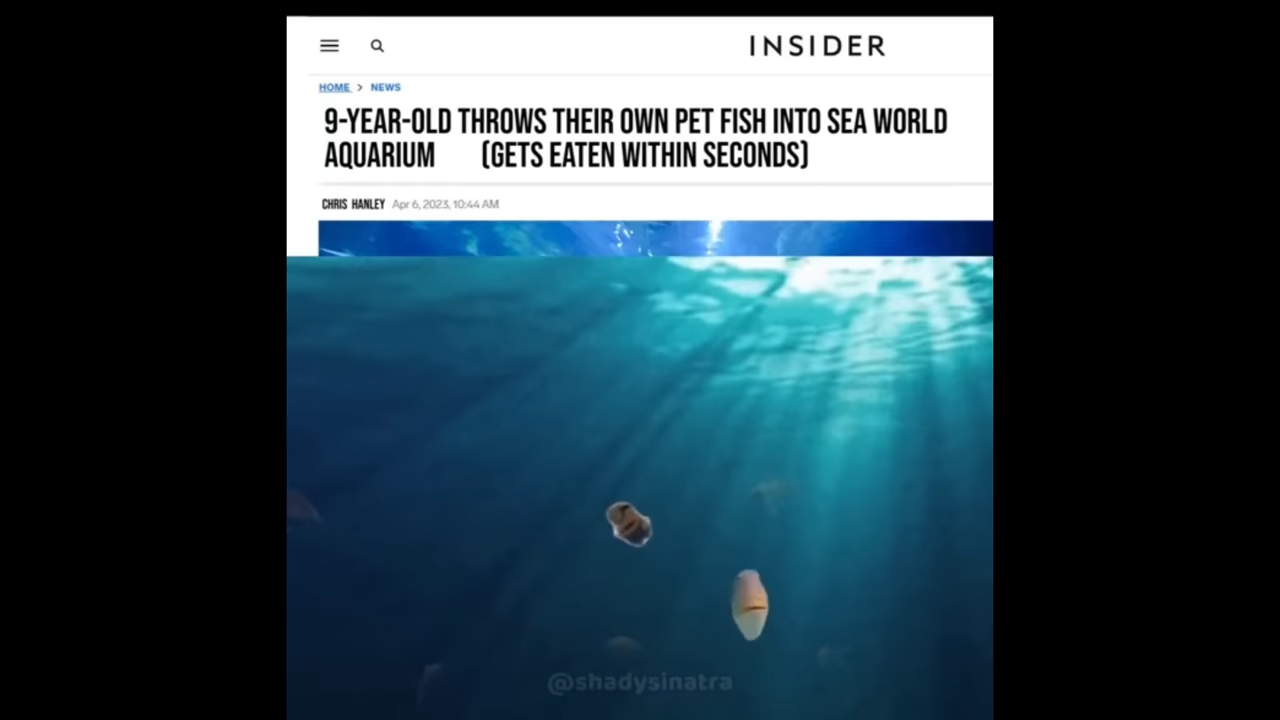 INSIDER
HOME > NEWS
9-YEAR-OLD THROWS THEIR OWN PET FISH INTO SEA WORLD
AQUARIUM (GETS EATEN WITHIN SECONDS)
CHRIS HANLEY Apr 6, 2023, 10:44 AM
@shadysinatra